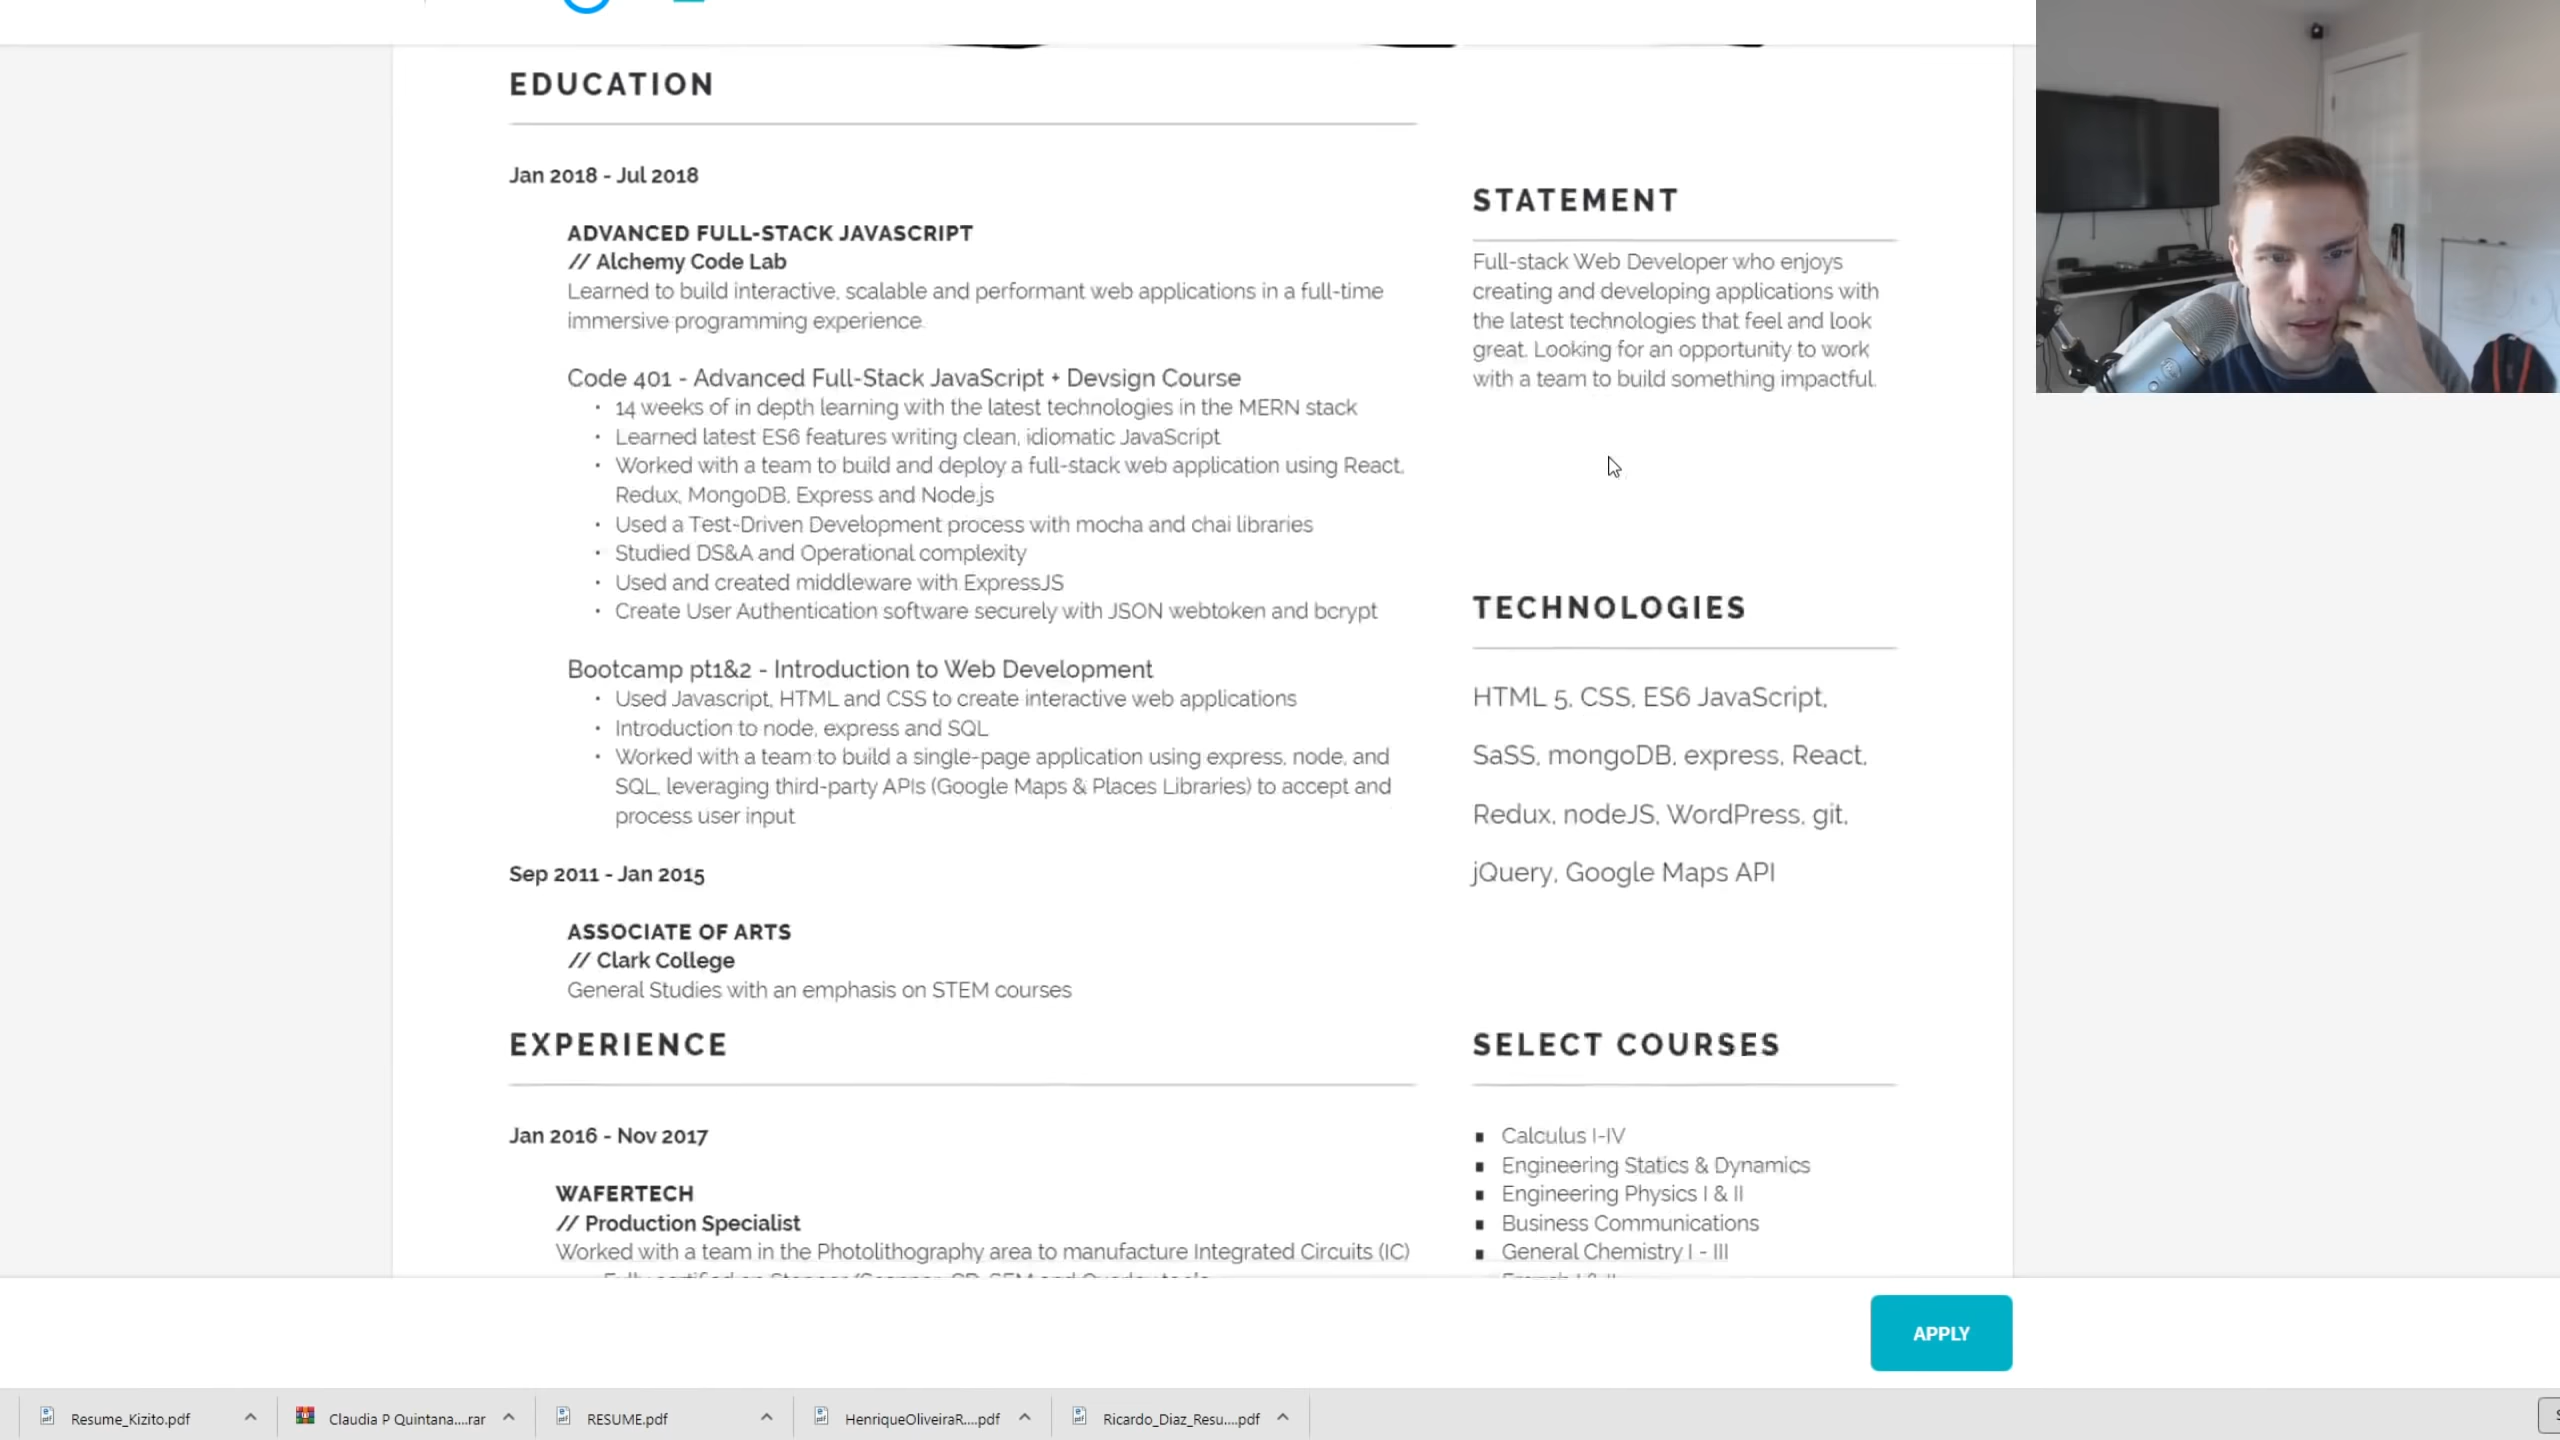 EDUCATION
Jan 2018 - Jul 2018
ADVANCED FULL-STACK JAVASCRIPT
// Alchemy Code Lab
Learned to build interactive, scalable and performant web applications in a full-time
immersive programming experience.
Code 401 - Advanced Full-Stack JavaScript + Devsign Course
• 14 weeks of in depth learning with the latest technologies in the MERN stack
• Learned latest ES6 features writing clean, idiomatic JavaScript
• Worked with a team to build and deploy a full-stack web application using React,
Redux, MongoDB, Express and Node.js
• Used a Test-Driven Development process with mocha and chai libraries
• Studied DS&A and Operational complexity
• Used and created middleware with ExpressJS
• Create User Authentication software securely with JSON webtoken and bcrypt
Bootcamp pt1&2 - Introduction to Web Development
• Used Javascript, HTML and CSS to create interactive web applications
• Introduction to node, express and SQL
• Worked with a team to build a single-page application using express, node, and
SQL, leveraging third-party APIs (Google Maps & Places Libraries) to accept and
process user input
Sep 2011 - Jan 2015
ASSOCIATE OF ARTS
// Clark College
General Studies with an emphasis on STEM courses
EXPERIENCE
Jan 2016 - Nov 2017
WAFERTECH
// Production Specialist
Worked with a team in the Photolithography area to manufacture Integrated Circuits (IC)
STATEMENT
Full-stack Web Developer who enjoys
creating and developing applications with
the latest technologies that feel and look
great. Looking for an opportunity to work
with a team to build something impactful.
TECHNOLOGIES
HTML 5, CSS, ES6 JavaScript,
SaSS, mongoDB, express, React,
Redux, nodeJS, WordPress, git,
jQuery, Google Maps API
SELECT COURSES
▪ Calculus I-IV
▪ Engineering Statics & Dynamics
▪ Engineering Physics I & II
▪ Business Communications
▪ General Chemistry I - III
APPLY
Resume_Kizito.pdf
Claudia P Quintana....rar
RESUME.pdf
HenriqueOliveiraR....pdf
Ricardo_Diaz_Resu....pdf